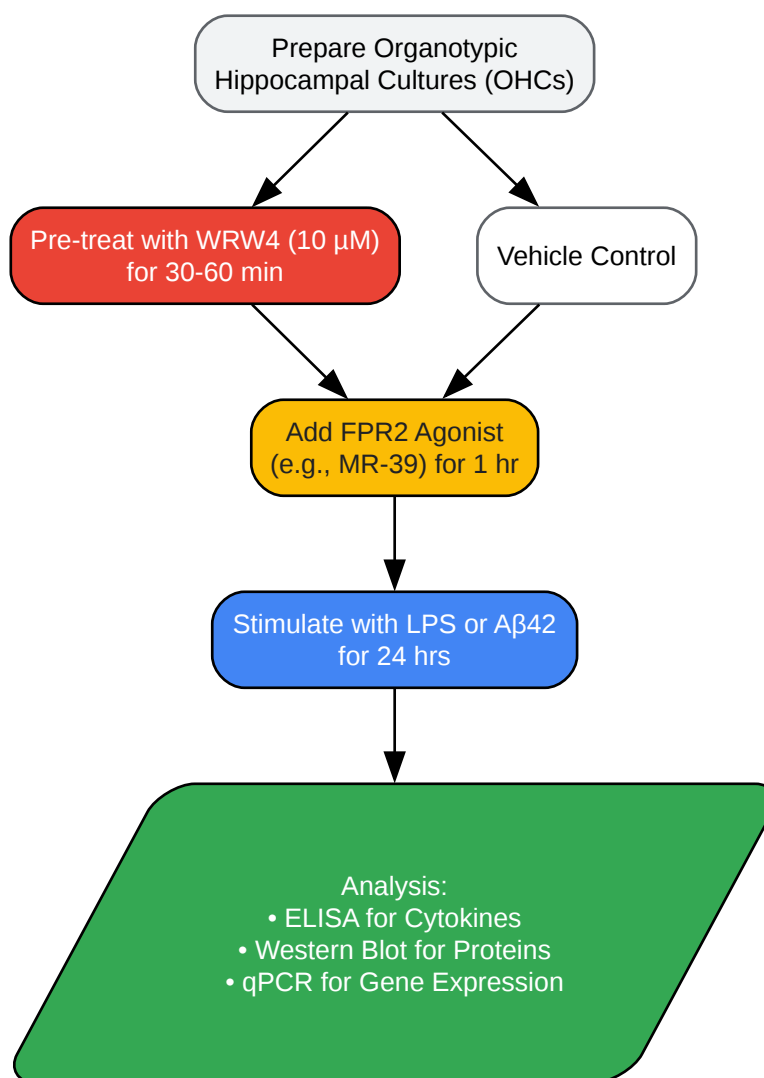 Prepare Organotypic
Hippocampal Cultures (OHCs)
Pre-treat with WRW4 (10 µM)
for 30-60 min
Vehicle Control
Add FPR2 Agonist
(e.g., MR-39) for 1 hr
Stimulate with LPS or Aβ42
for 24 hrs
Analysis:
• ELISA for Cytokines
• Western Blot for Proteins
• qPCR for Gene Expression